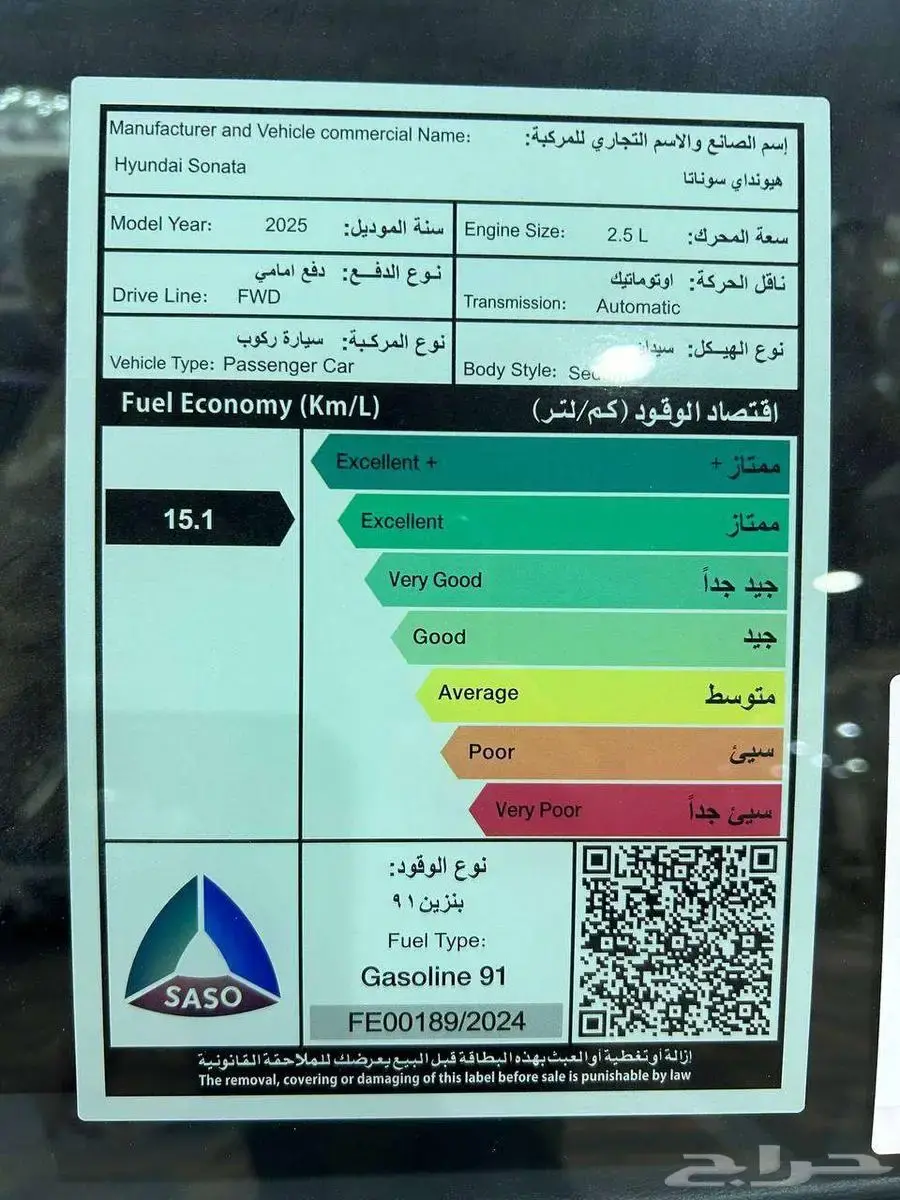 Manufacturer and Vehicle commercial Name:
إسم الصانع والاسم التجاري للمركبة:
Hyundai Sonata
هيونداي سوناتا
Model Year: 2025 سنة الموديل:
Engine Size: 2.5 L سعة المحرك:
نوع الدفع: دفع امامي
Drive Line: FWD
ناقل الحركة: اوتوماتيك
Transmission: Automatic
نوع المركبة: سيارة ركوب
Vehicle Type: Passenger Car
نوع الهيكل:
Body Style:
Fuel Economy (Km/L)
اقتصاد الوقود (كم/لتر)
Excellent + ممتاز +
15.1
Excellent ممتاز
Very Good جيد جداً
Good جيد
Average متوسط
Poor سيئ
Very Poor سيئ جداً
SASO
نوع الوقود:
بنزين ٩١
Fuel Type:
Gasoline 91
FE00189/2024
إزالة أو تغطية أو العبث بهذه البطاقة قبل البيع يعرضك للملاحقة القانونية
The removal, covering or damaging of this label before sale is punishable by law
حراج